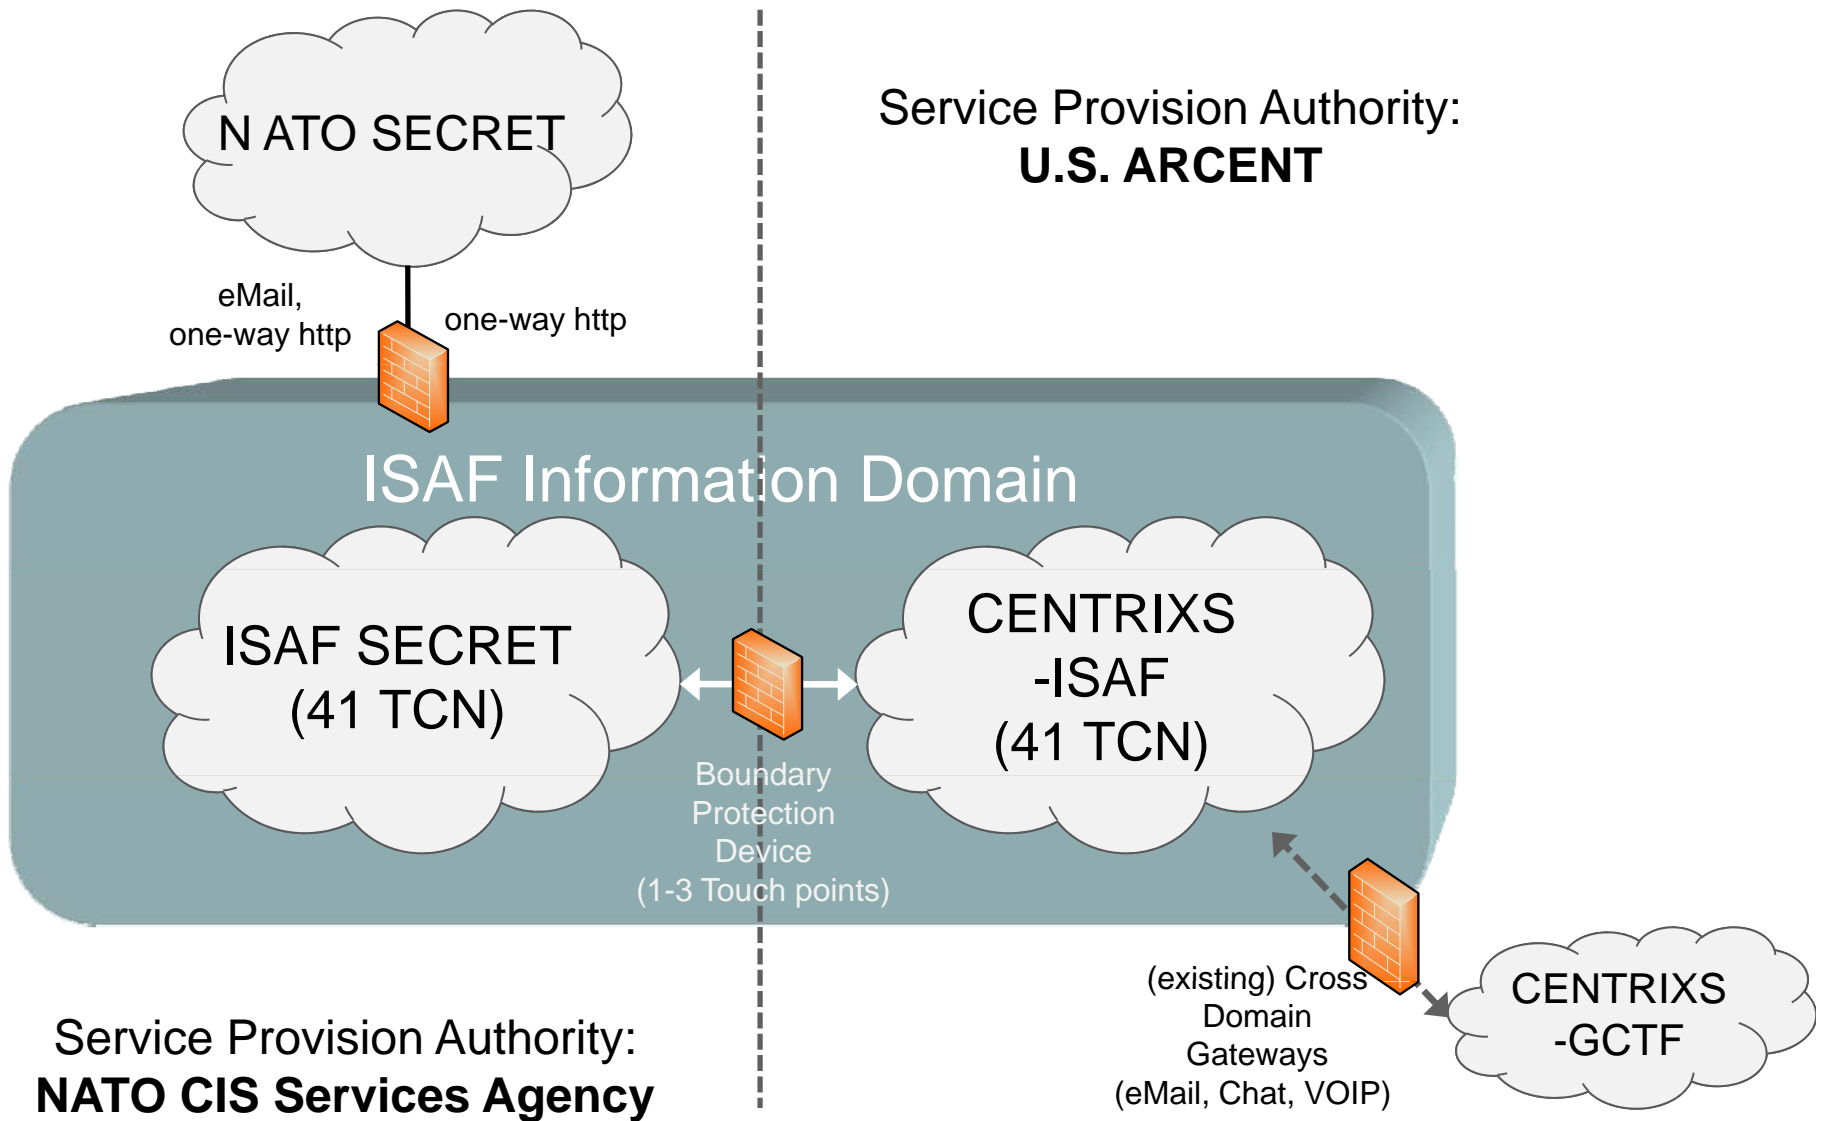 N ATO SECRET
Service Provision Authority:
U.S. ARCENT
eMail,
one-way http
one-way http
ISAF Information Domain
ISAF SECRET
(41 TCN)
CENTRIXS
-ISAF
(41 TCN)
Boundary
Protection
Device
(1-3 Touch points)
(existing) Cross
Domain
Gateways
(eMail, Chat, VOIP)
CENTRIXS
-GCTF
Service Provision Authority:
NATO CIS Services Agency